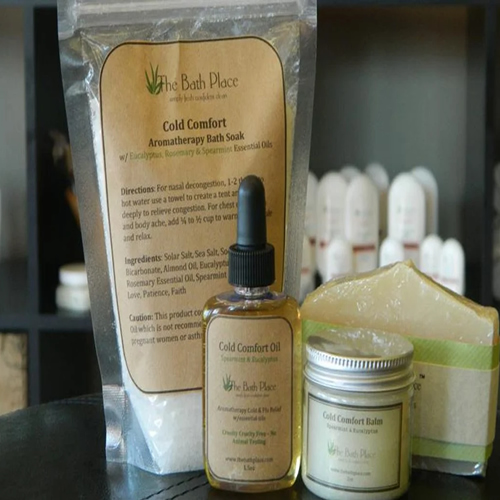 The Bath Place
Cold Comfort
Aromatherapy Bath Soak
w/ Eucalyptus, Rosemary & Spearmint Essential Oils
Directions: For nasal decongestion, 1-2
hot water use a towel to create a tent
deeply to relieve congestion. For chest
and body ache, add ¼ to ½ cup to warm
and relax.
Ingredients: Solar Salt, Sea Salt,
Bicarbonate, Almond Oil,
Rosemary Essential Oil,
Love, Patience, Faith
Caution: This product
Oil which is not
pregnant women or
Cold Comfort Oil
Spearmint & Eucalyptus
The Bath Place
Aromatherapy Cold & Flu Relief
w/essential oils
Cruelty Free- No
Animal Testing
www.thebathplace.com
Cold Comfort Balm
Spearmint & Eucalyptus
The Bath Place
www.thebathplace.com